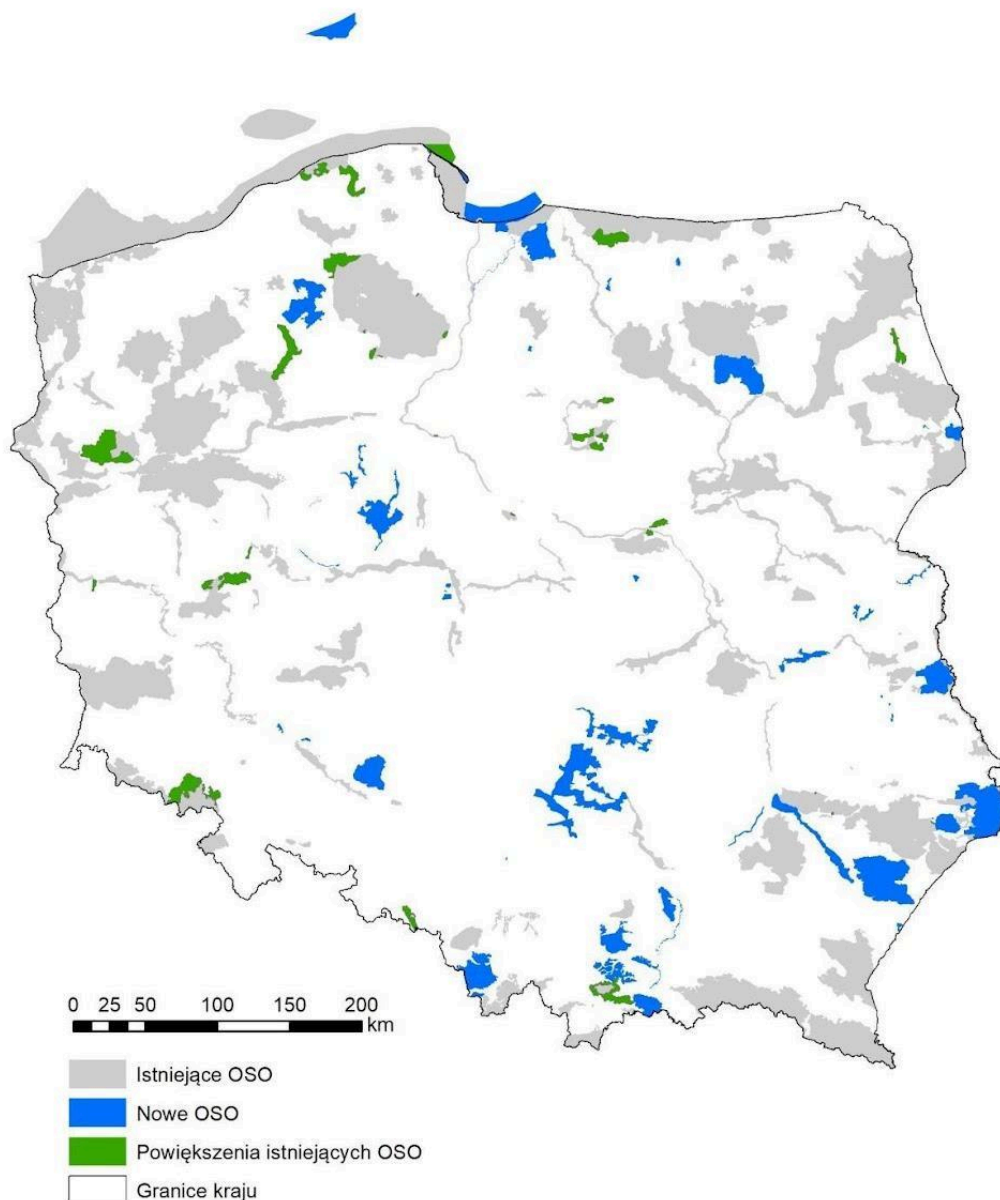 0 25 50 100 150 200
km
Istniejące OSO
Nowe OSO
Powiększenia istniejących OSO
Granice kraju